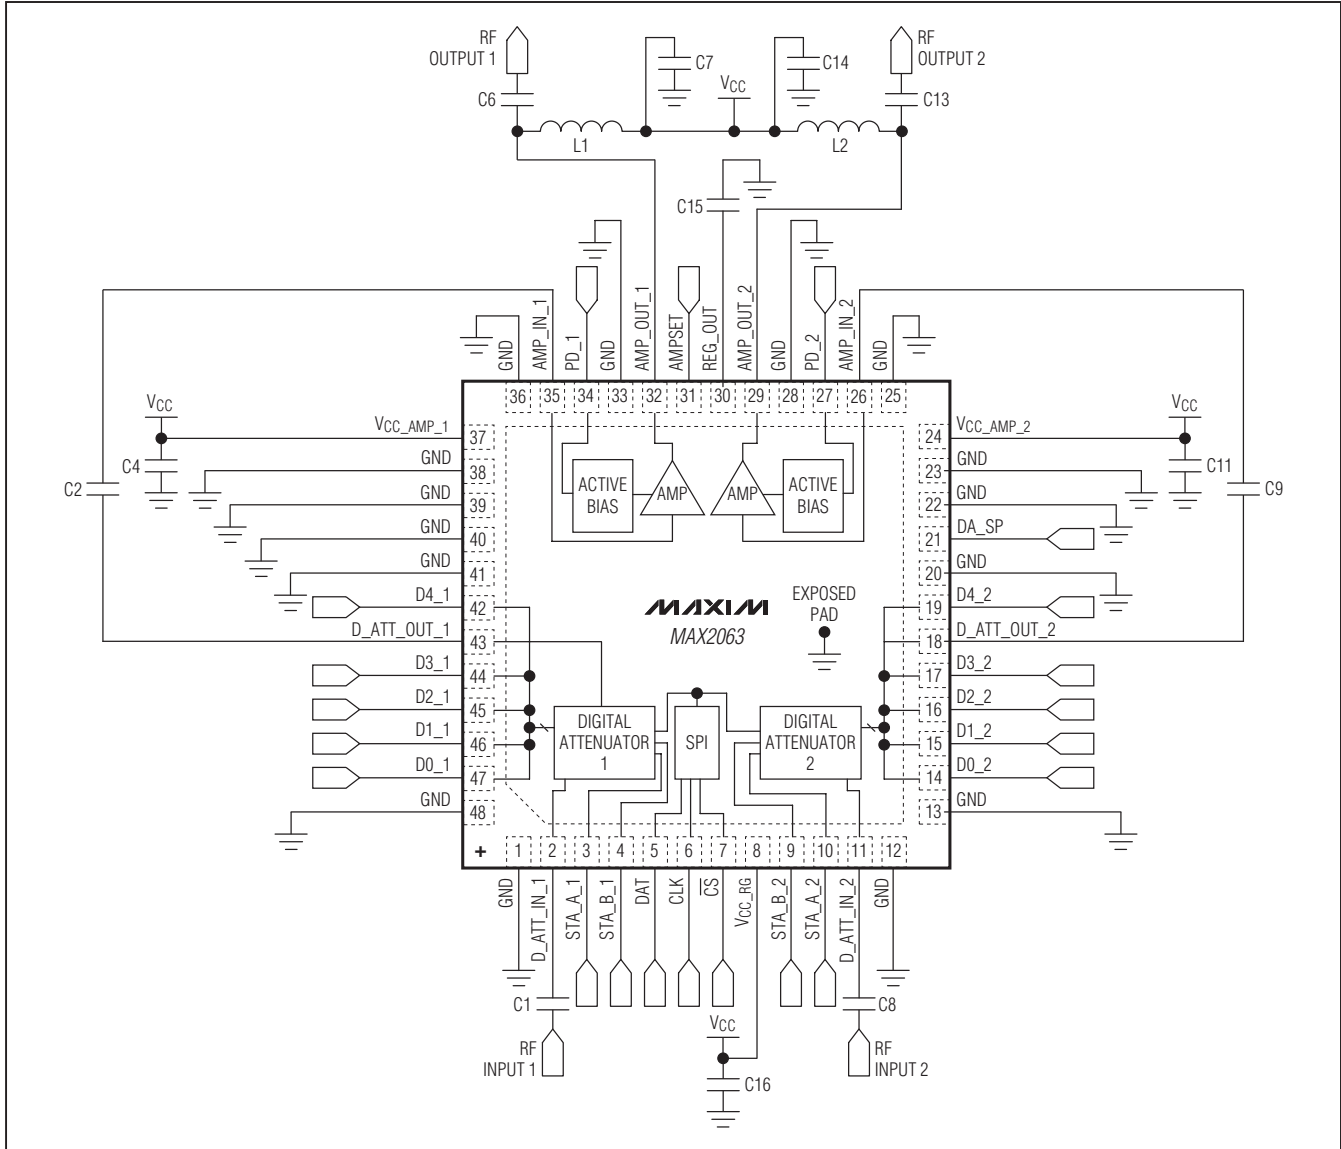 RF
OUTPUT 1
C6
L1
C7
VCC
C14
L2
C13
RF
OUTPUT 2
C15
GND
AMP_IN_1
PD_1
GND
AMP_OUT_1
AMPSET
REG_OUT
AMP_OUT_2
GND
PD_2
AMP_IN_2
GND
36
35
34
33
32
31
30
29
28
27
26
25
VCC
C4
C2
VCC_AMP_1
37
GND
38
GND
39
GND
40
GND
41
D4_1
42
D_ATT_OUT_1
43
D3_1
44
D2_1
45
D1_1
46
D0_1
47
GND
48
ACTIVE
BIAS
AMP
AMP
ACTIVE
BIAS
MAXIM
MAX2063
EXPOSED
PAD
DIGITAL
ATTENUATOR
1
SPI
DIGITAL
ATTENUATOR
2
24
VCC_AMP_2
23
GND
22
GND
21
DA_SP
20
GND
19
D4_2
18
D_ATT_OUT_2
17
D3_2
16
D2_2
15
D1_2
14
D0_2
13
GND
VCC
C11
C9
+
1
2
3
4
5
6
7
8
9
10
11
12
GND
D_ATT_IN_1
STA_A_1
STA_B_1
DAT
CLK
CS
VCC_RG
STA_B_2
STA_A_2
D_ATT_IN_2
GND
C1
RF
INPUT 1
VCC
C16
C8
RF
INPUT 2